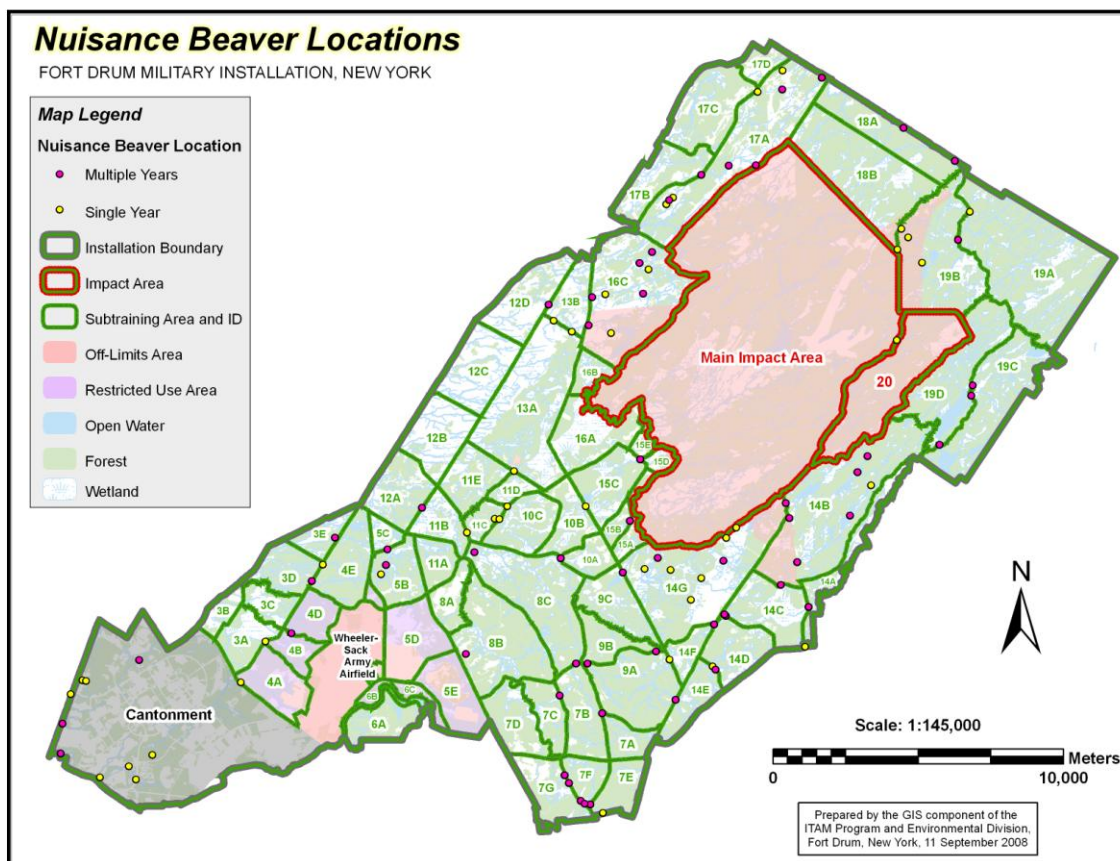 Nuisance Beaver Locations
FORT DRUM MILITARY INSTALLATION, NEW YORK
Map Legend
Nuisance Beaver Location
Multiple Years
Single Year
Installation Boundary
Impact Area
Subtraining Area and ID
Off-Limits Area
Restricted Use Area
Open Water
Forest
Wetland
17D
17C
17A
18A
18B
17B
19B
19A
16C
12D
13B
12C
16B
Main Impact Area
20
19C
19D
13A
12B
16A
15E
15D
11E
15C
11D
12A
10C
10B
11C
11B
15B
14B
3E
5C
15A
10A
4E
11A
5B
3D
14G
14A
8A
8C
9C
3C
3B
4D
14C
3A
4B
Wheeler-
Sack
Army
Airfield
5D
8B
9B
14F
14D
4A
9A
6B
6C
5E
14E
Cantonment
6A
7D
7C
7B
7A
7G
7F
7E
N
Scale: 1:145,000
Meters
0
10,000
Prepared by the GIS component of the
ITAM Program and Environmental Division,
Fort Drum, New York, 11 September 2008